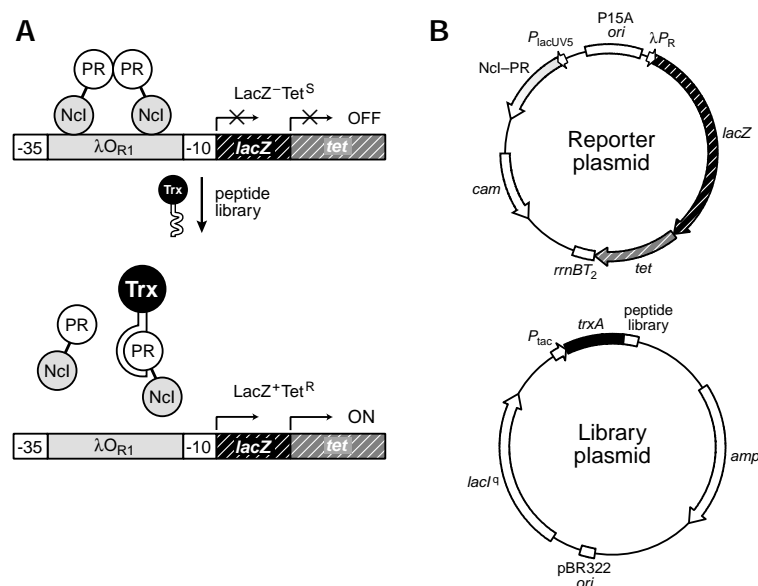 A
PR PR
NcI NcI
LacZ⁻Tetˢ
OFF
-35 λO_R1 -10 lacZ tet
Trx
peptide
library
Trx
PR
PR
NcI
NcI
LacZ⁺Tetᴿ
ON
-35 λO_R1 -10 lacZ tet
B
P15A
ori
P_lacUV5
λP_R
NcI–PR
lacZ
Reporter
plasmid
cam
rrnBT₂
tet
peptide
library
trxA
P_tac
Library
plasmid
amp
lacI^q
pBR322
ori